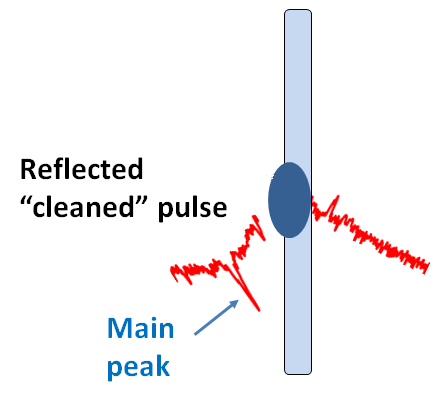 Reflected
“cleaned” pulse
Main
peak